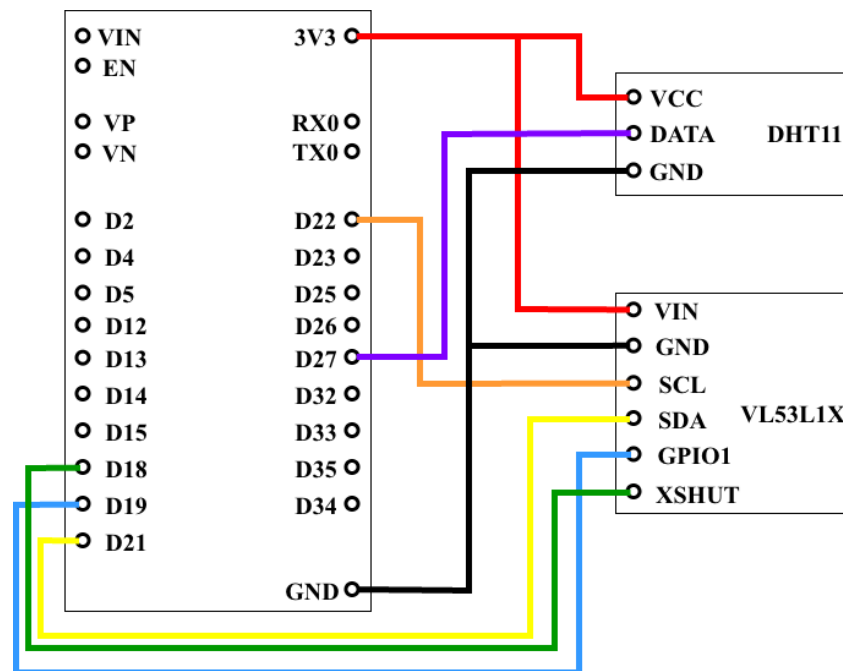 VIN
EN
VP
VN
D2
D4
D5
D12
D13
D14
D15
D18
D19
D21
3V3
RX0
TX0
D22
D23
D25
D26
D27
D32
D33
D35
D34
GND
VCC
DATA
GND
DHT11
VIN
GND
SCL
SDA
GPIO1
XSHUT
VL53L1X